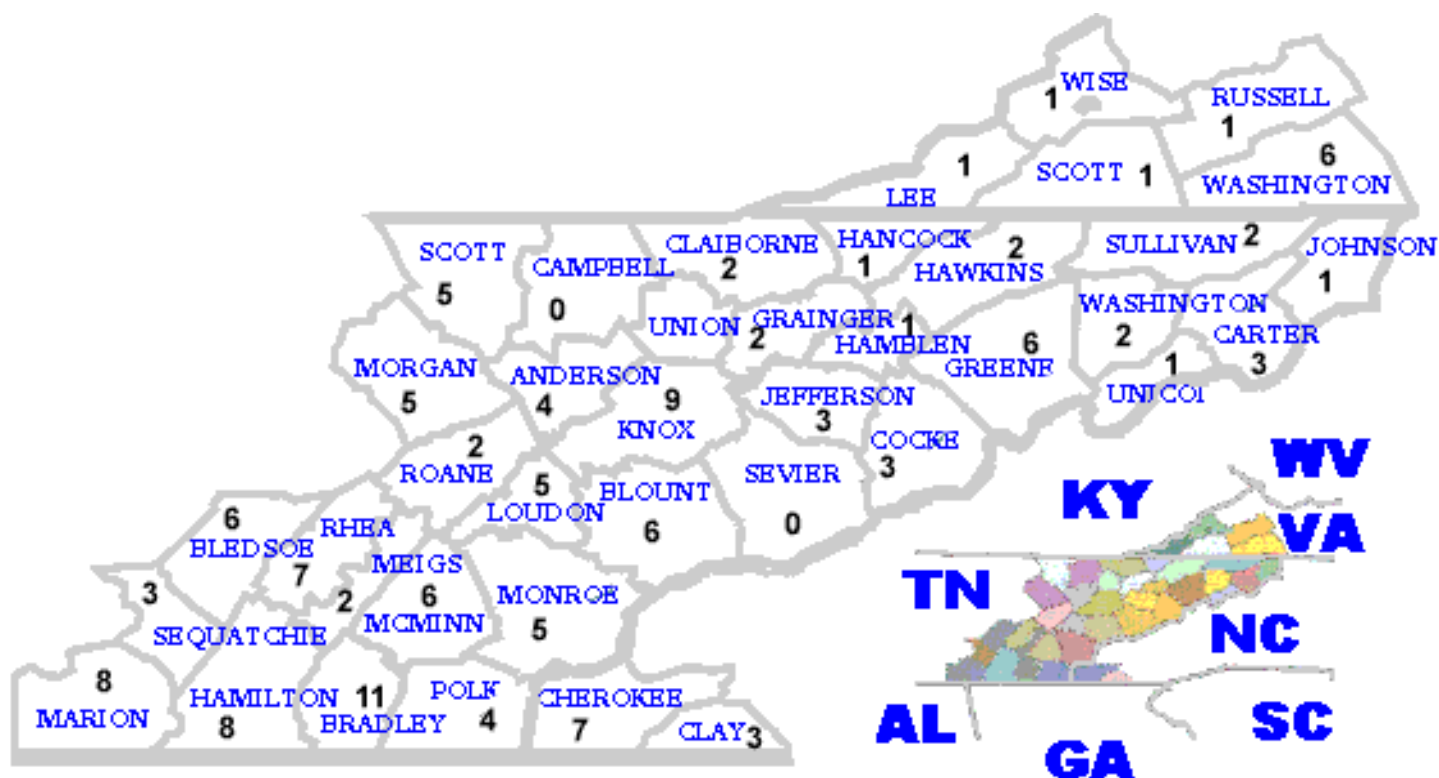 WISE
1
RUSSELL
1
6
WASHINGTON
1
LEE
SCOTT 1
SCOTT
5
CAMPBELL
0
CLAIBORNE
2
HANCOCK
1
2
HAWKINS
SULLIVAN 2
JOHNSON
1
UNION
GRAINGER
2
1
HAMBLEN
6
GREENE
WASHINGTON
2
CARTER
3
1
UNICOI
MORGAN
5
ANDERSON
4
9
KNOX
JEFFERSON
3
COCKE
3
2
ROANE
5
LOUDON
BLOUNT
6
SEVIER
0
6
BLEDSOE
RHEA
7
MEIGS
2
6
MCMINN
MONROE
5
3
SEQUATCHIE
8
MARION
HAMILTON
8
11
BRADLEY
POLK
4
CHEROKEE
7
CLAY 3
WV
KY
VA
TN
NC
AL
SC
GA